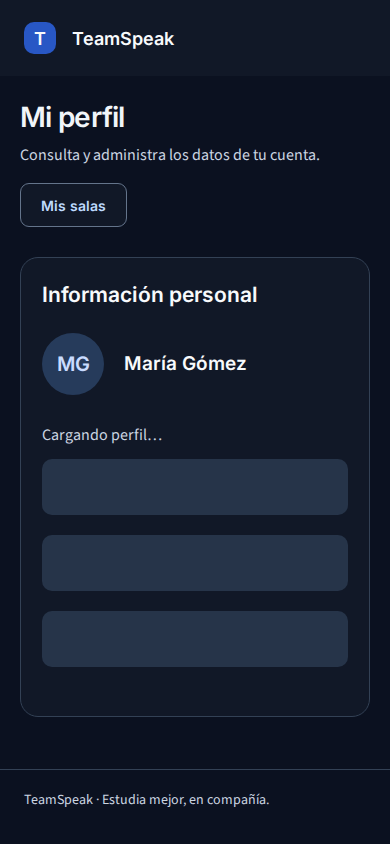 T TeamSpeak
Mi perfil
Consulta y administra los datos de tu cuenta.
Mis salas
Información personal
MG María Gómez
Cargando perfil…
TeamSpeak · Estudia mejor, en compañía.